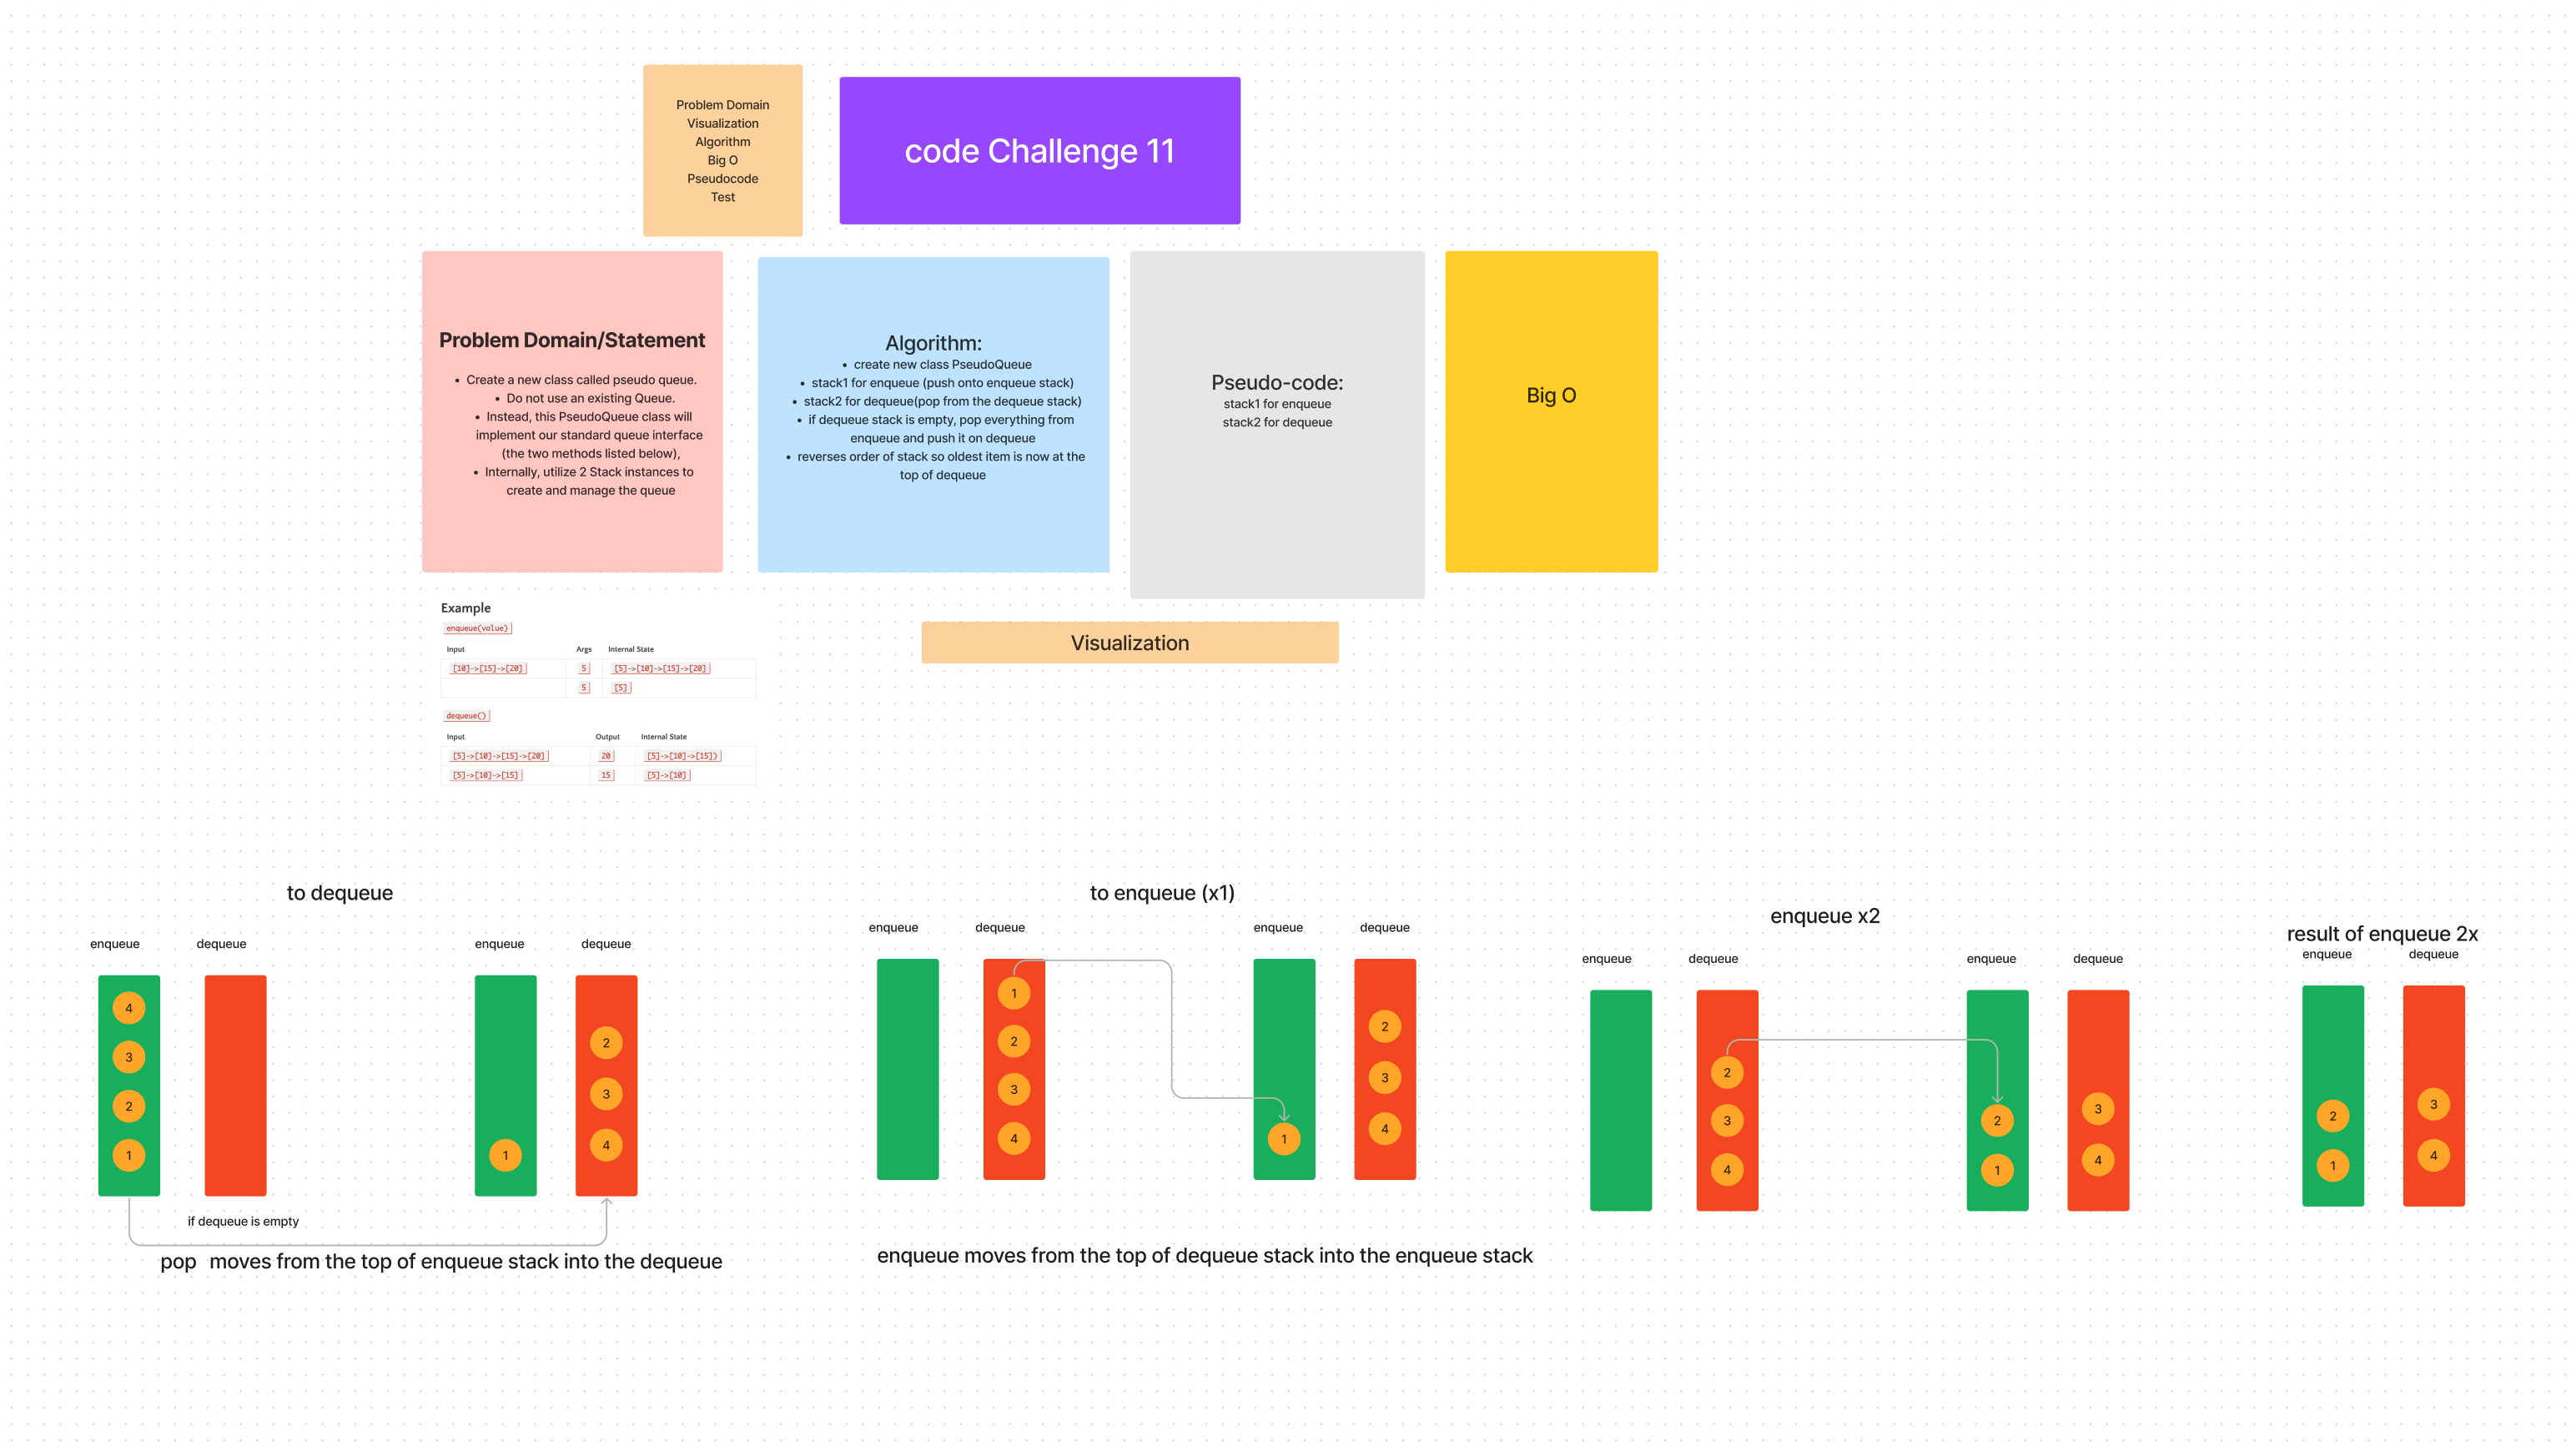 Problem Domain
Visualization
Algorithm
Big O
Pseudocode
Test
code Challenge 11
Problem Domain/Statement
• Create a new class called pseudo queue.
• Do not use an existing Queue.
• Instead, this PseudoQueue class will
implement our standard queue interface
(the two methods listed below),
• Internally, utilize 2 Stack instances to
create and manage the queue
Algorithm:
• create new class PseudoQueue
• stack1 for enqueue (push onto enqueue stack)
• stack2 for dequeue(pop from the dequeue stack)
• if dequeue stack is empty, pop everything from
enqueue and push it on dequeue
• reverses order of stack so oldest item is now at the
top of dequeue
Pseudo-code:
stack1 for enqueue
stack2 for dequeue
Big O
Example
enqueue(value)
Input Args Internal State
[10]->[15]->[20] 5 [5]->[10]->[15]->[20]
5 [5]
dequeue()
Input Output Internal State
[5]->[10]->[15]->[20] 20 [5]->[10]->[15])
[5]->[10]->[15] 15 [5]->[10]
Visualization
to dequeue
enqueue dequeue enqueue dequeue
4
3
2
1
1
2
3
4
if dequeue is empty
pop moves from the top of enqueue stack into the dequeue
to enqueue (x1)
enqueue dequeue enqueue dequeue
1
2
3
4
1
2
3
4
enqueue moves from the top of dequeue stack into the enqueue stack
enqueue x2
enqueue dequeue enqueue dequeue
2
3
4
2
1
3
4
result of enqueue 2x
enqueue dequeue
2
1
3
4